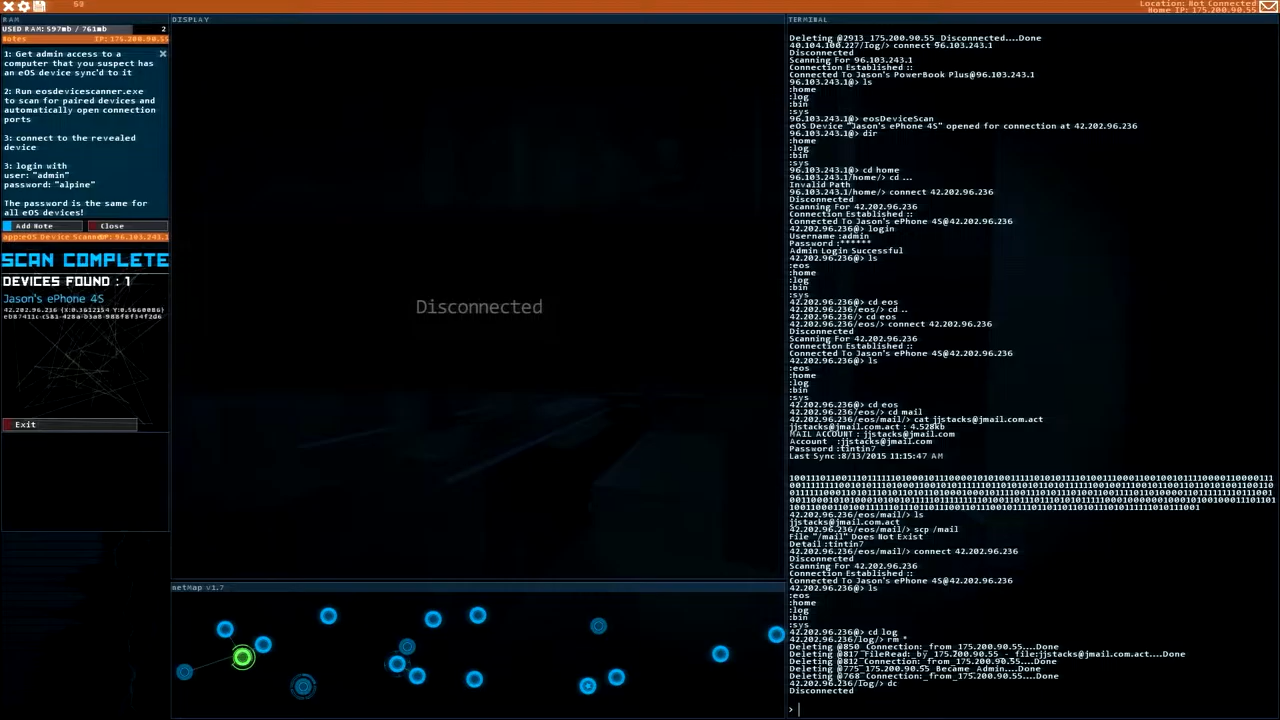 50
Location: Not Connected
Home IP: 175.200.90.55
RAM
USED RAM: 597mb / 761mb
2
Notes
IP: 175.200.90.55
1: Get admin access to a
computer that you suspect has
an eOS device sync'd to it
2: Run eosdevicescanner.exe
to scan for paired devices and
automatically open connection
ports
3: connect to the revealed
device
3: login with
user: "admin"
password: "alpine"
The password is the same for
all eOS devices!
Add Note
Close
SCAN COMPLETE
DEVICES FOUND : 1
Jason's ePhone 4S
Exit
DISPLAY
Disconnected
netMap v1.7
TERMINAL
Deleting @2913_175.200.90.55_Disconnected....Done
40.104.100.227/log/> connect 96.103.243.1
Disconnected
Scanning For 96.103.243.1
Connection Established ::
Connected To Jason's PowerBook Plus@96.103.243.1
96.103.243.1@> ls
:home
:log
:bin
:sys
96.103.243.1@> eosDeviceScan
eOS Device "Jason's ePhone 4S" opened for connection at 42.202.96.236
96.103.243.1@> dir
:home
:log
:bin
:sys
96.103.243.1@> cd home
96.103.243.1/home/> cd ...
Invalid Path
96.103.243.1/home/> connect 42.202.96.236
Disconnected
Scanning For 42.202.96.236
Connection Established ::
Connected To Jason's ePhone 4S@42.202.96.236
42.202.96.236@> login
Username :admin
Password :******
Admin Login Successful
42.202.96.236@> ls
:eos
:home
:log
:bin
:sys
42.202.96.236@> cd eos
42.202.96.236/eos/> cd ..
42.202.96.236/> cd eos
42.202.96.236/eos/> connect 42.202.96.236
Disconnected
Scanning For 42.202.96.236
Connection Established ::
Connected To Jason's ePhone 4S@42.202.96.236
42.202.96.236@> ls
:eos
:home
:log
:bin
:sys
42.202.96.236@> cd eos
42.202.96.236/eos/> cd mail
42.202.96.236/eos/mail/> cat jjstacks@jmail.com.act
jjstacks@jmail.com.act : 4.528kb
MAIL ACCOUNT : jjstacks@jmail.com
Account  :jjstacks@jmail.com
Password :tintin7
Last Sync :8/13/2015 11:15:47 AM
42.202.96.236/eos/mail/> ls
jjstacks@jmail.com.act
42.202.96.236/eos/mail/> scp /mail
File "/mail" Does Not Exist
Detail :tintin7
42.202.96.236/eos/mail/> connect 42.202.96.236
Disconnected
Scanning For 42.202.96.236
Connection Established ::
Connected To Jason's ePhone 4S@42.202.96.236
42.202.96.236@> ls
:eos
:home
:log
:bin
:sys
42.202.96.236@> cd log
42.202.96.236/log/> rm *
Deleting @850_Connection:_from_175.200.90.55....Done
Deleting @817_FileRead:_by_175.200.90.55_-_file:jjstacks@jmail.com.act....Done
Deleting @812_Connection:_from_175.200.90.55....Done
Deleting @775_175.200.90.55_Became_Admin....Done
Deleting @768_Connection:_from_175.200.90.55....Done
42.202.96.236/log/> dc
Disconnected
>